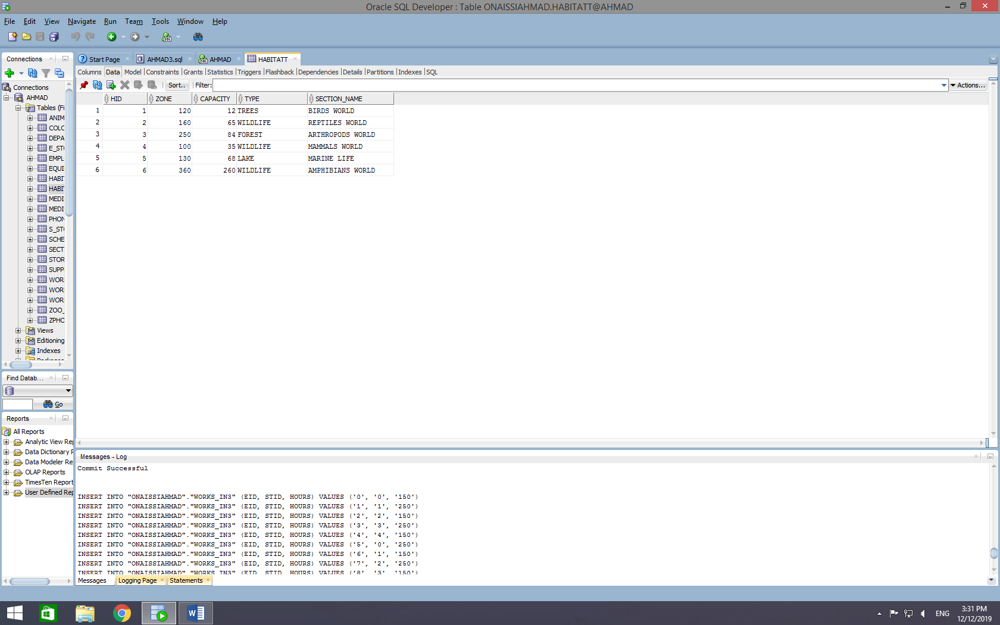 Oracle SQL Developer : Table ONAISSIAHMAD.HABITATT@AHMAD
File Edit View Navigate Run Team Tools Window Help
Connections
Connections
AHMAD
Tables (Fi
ANIM
COLO
DEPA
E_STO
EMPL
EQUI
HABIT
HABIT
MEDI
MEDI
PHON
S_STO
SCHE
SECT
STOR
SUPP
WOR
WOR
WOR
ZOO_
ZPHO
Views
Editioning
Indexes
Find Datab...
Go
Reports
All Reports
Analytic View Rep
Data Dictionary R
Data Modeler Re
OLAP Reports
TimesTen Report
User Defined Rep
Start Page AHMAD3.sql AHMAD HABITATT
Columns Data Model Constraints Grants Statistics Triggers Flashback Dependencies Details Partitions Indexes SQL
Sort.. Filter: Actions...
HID ZONE CAPACITY TYPE SECTION_NAME
1 1 120 12 TREES BIRDS WORLD
2 2 160 65 WILDLIFE REPTILES WORLD
3 3 250 84 FOREST ARTHROPODS WORLD
4 4 100 35 WILDLIFE MAMMALS WORLD
5 5 130 68 LAKE MARINE LIFE
6 6 360 260 WILDLIFE AMPHIBIANS WORLD
Messages - Log
Commit Successful
INSERT INTO "ONAISSIAHMAD"."WORKS_IN3" (EID, STID, HOURS) VALUES ('0', '0', '150')
INSERT INTO "ONAISSIAHMAD"."WORKS_IN3" (EID, STID, HOURS) VALUES ('1', '1', '250')
INSERT INTO "ONAISSIAHMAD"."WORKS_IN3" (EID, STID, HOURS) VALUES ('2', '2', '150')
INSERT INTO "ONAISSIAHMAD"."WORKS_IN3" (EID, STID, HOURS) VALUES ('3', '3', '250')
INSERT INTO "ONAISSIAHMAD"."WORKS_IN3" (EID, STID, HOURS) VALUES ('4', '4', '150')
INSERT INTO "ONAISSIAHMAD"."WORKS_IN3" (EID, STID, HOURS) VALUES ('5', '0', '250')
INSERT INTO "ONAISSIAHMAD"."WORKS_IN3" (EID, STID, HOURS) VALUES ('6', '1', '150')
INSERT INTO "ONAISSIAHMAD"."WORKS_IN3" (EID, STID, HOURS) VALUES ('7', '2', '250')
INSERT INTO "ONAISSIAHMAD"."WORKS_IN3" (EID, STID, HOURS) VALUES ('8', '3', '150')
Messages Logging Page Statements
ENG
3:31 PM
12/12/2019